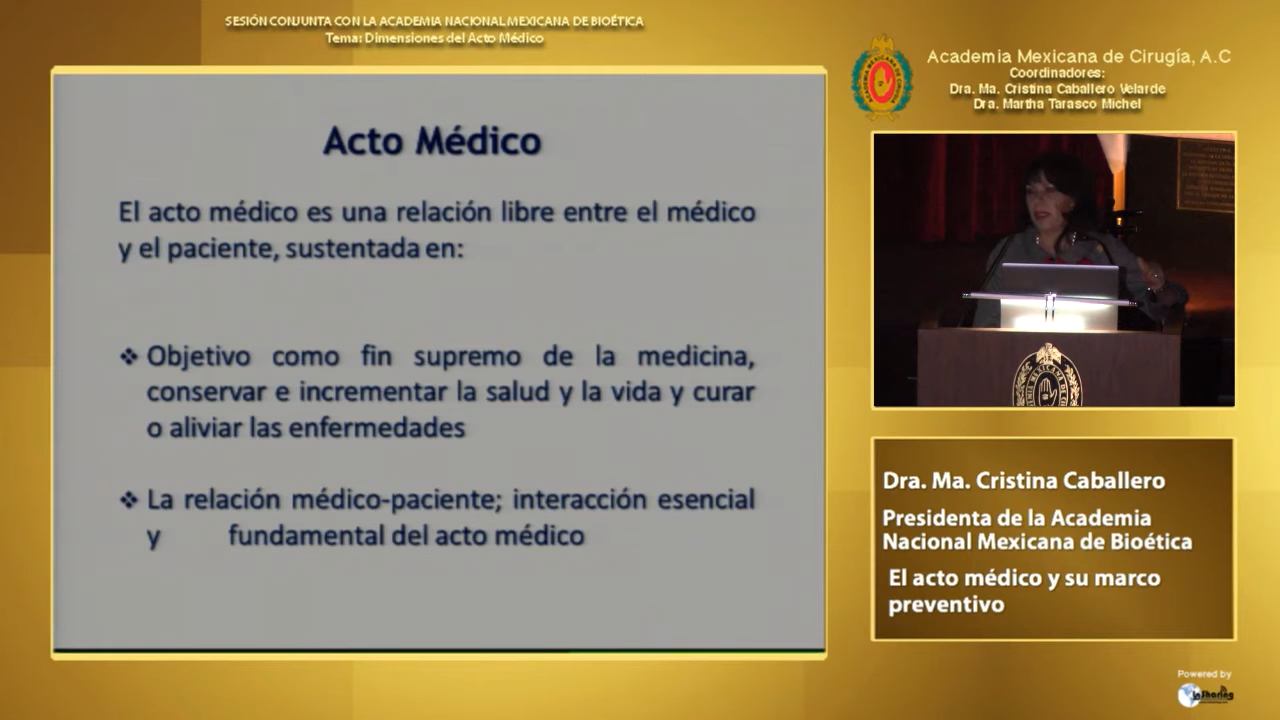 SESIÓN CONJUNTA CON LA ACADEMIA NACIONAL MEXICANA DE BIOÉTICA
Tema: Dimensiones del Acto Médico
Acto Médico
El acto médico es una relación libre entre el médico
y el paciente, sustentada en:
❖ Objetivo como fin supremo de la medicina,
conservar e incrementar la salud y la vida y curar
o aliviar las enfermedades
❖ La relación médico-paciente; interacción esencial
y fundamental del acto médico
Academia Mexicana de Cirugía, A.C
Coordinadores:
Dra. Ma. Cristina Caballero Velarde
Dra. Martha Tarasco Michel
Dra. Ma. Cristina Caballero
Presidenta de la Academia
Nacional Mexicana de Bioética
El acto médico y su marco
preventivo
Powered by